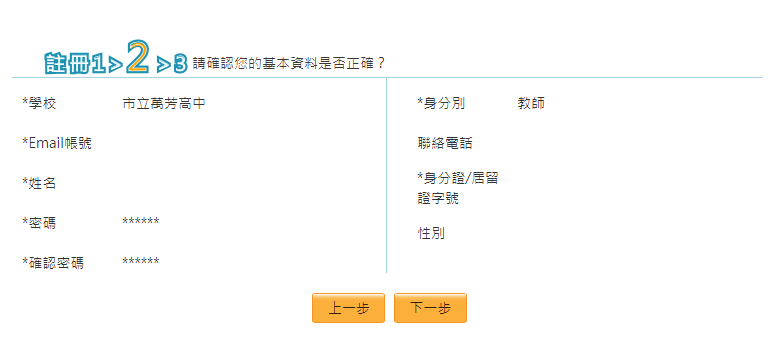 註冊1>2>3 請確認您的基本資料是否正確？
*學校 市立萬芳高中
*Email帳號
*姓名
*密碼 ******
*確認密碼 ******
*身分別 教師
聯絡電話
*身分證/居留
證字號
性別
上一步 下一步